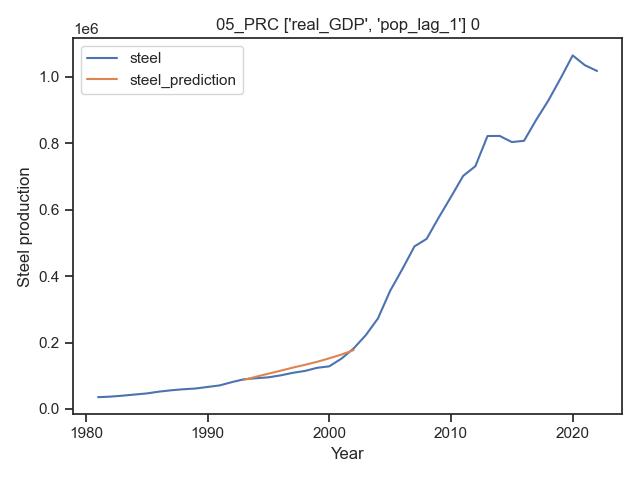 05_PRC ['real_GDP', 'pop_lag_1'] 0
1e6
steel
steel_prediction
1.0
0.8
0.6
0.4
0.2
0.0
Steel production
1980 1990 2000 2010 2020
Year